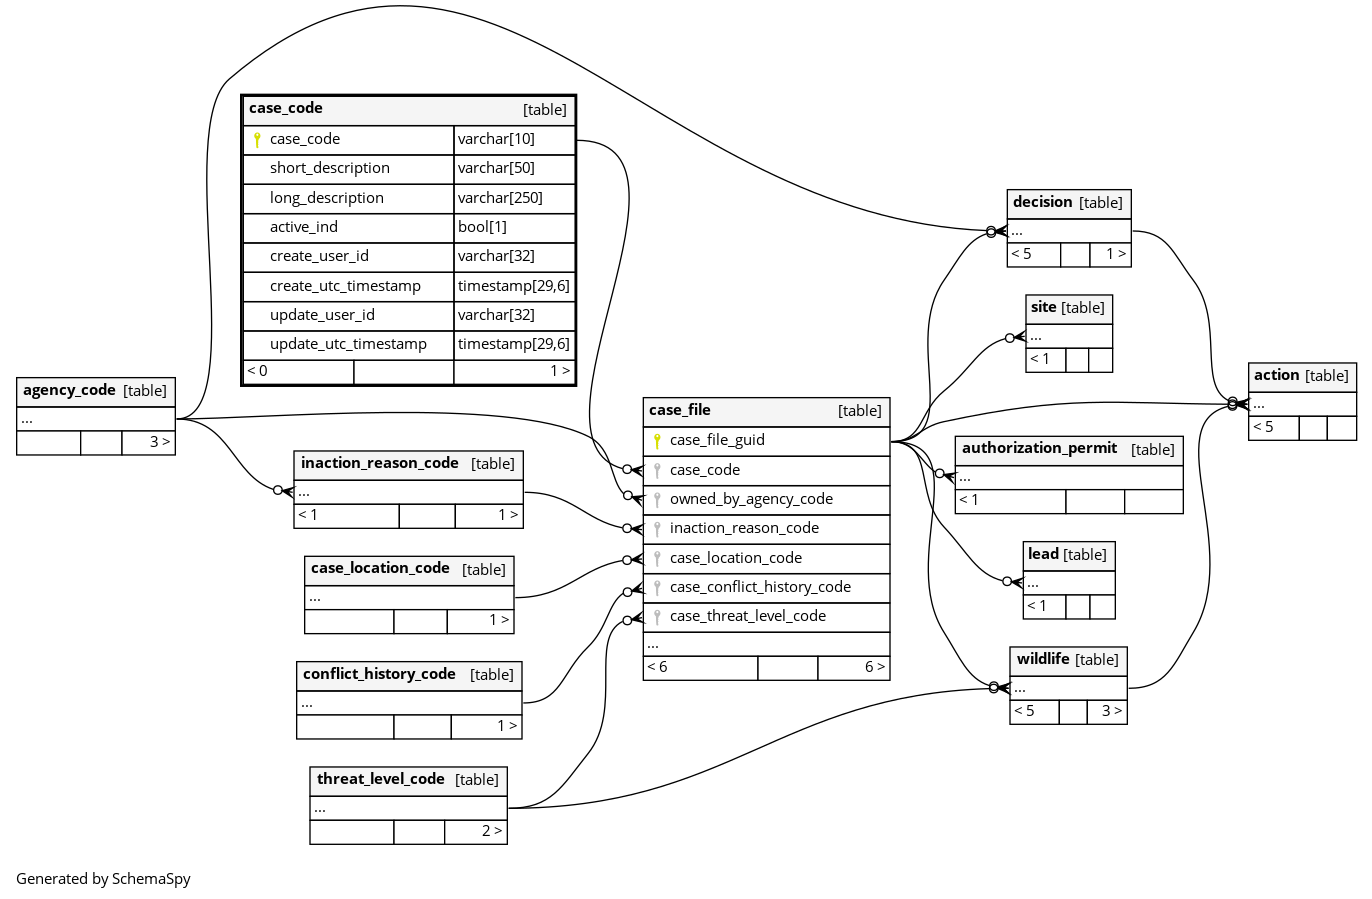 case_code [table]
case_code varchar[10]
short_description varchar[50]
long_description varchar[250]
active_ind bool[1]
create_user_id varchar[32]
create_utc_timestamp timestamp[29,6]
update_user_id varchar[32]
update_utc_timestamp timestamp[29,6]
< 0 1 >
agency_code [table]
...
3 >
inaction_reason_code [table]
...
< 1 1 >
case_location_code [table]
...
1 >
conflict_history_code [table]
...
1 >
threat_level_code [table]
...
2 >
case_file [table]
case_file_guid
case_code
owned_by_agency_code
inaction_reason_code
case_location_code
case_conflict_history_code
case_threat_level_code
...
< 6 6 >
decision [table]
...
< 5 1 >
site [table]
...
< 1
authorization_permit [table]
...
< 1
lead [table]
...
< 1
wildlife [table]
...
< 5 3 >
action [table]
...
< 5
Generated by SchemaSpy